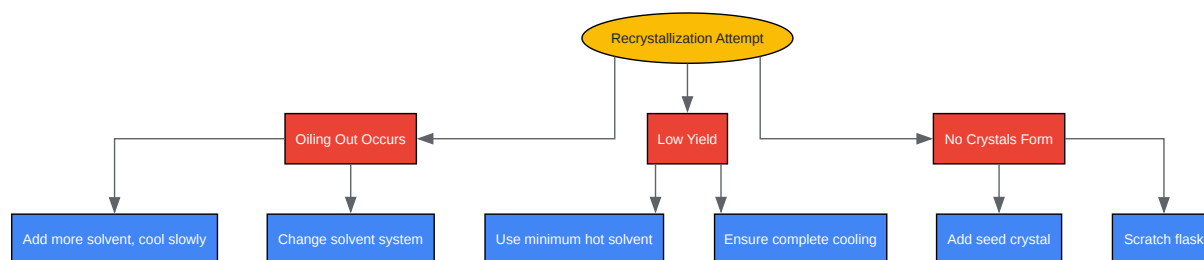 Recrystallization Attempt
Oiling Out Occurs
Low Yield
No Crystals Form
Add more solvent, cool slowly
Change solvent system
Use minimum hot solvent
Ensure complete cooling
Add seed crystal
Scratch flask